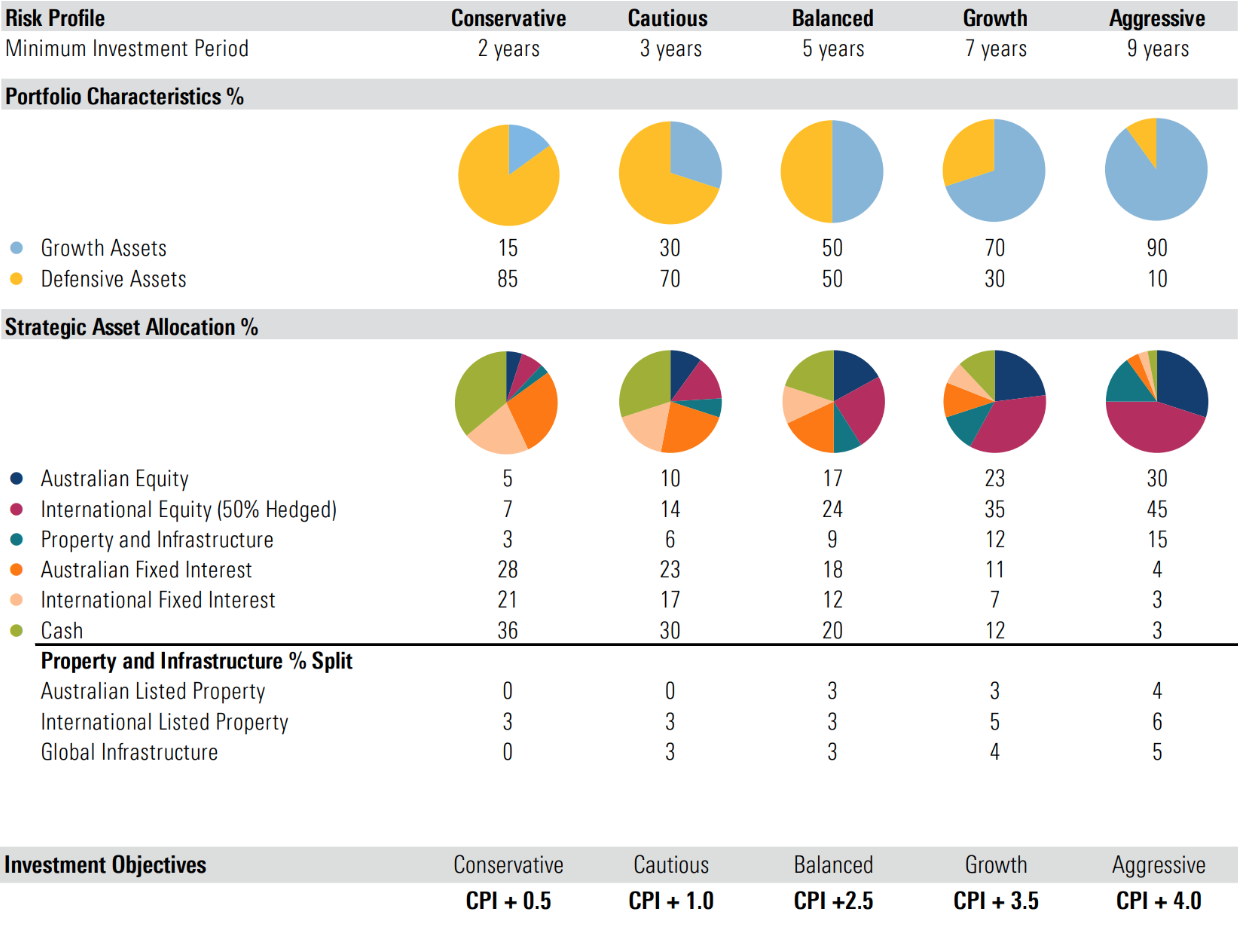 Risk Profile Conservative Cautious Balanced Growth Aggressive
Minimum Investment Period 2 years 3 years 5 years 7 years 9 years
Portfolio Characteristics %
Growth Assets 15 30 50 70 90
Defensive Assets 85 70 50 30 10
Strategic Asset Allocation %
Australian Equity 5 10 17 23 30
International Equity (50% Hedged) 7 14 24 35 45
Property and Infrastructure 3 6 9 12 15
Australian Fixed Interest 28 23 18 11 4
International Fixed Interest 21 17 12 7 3
Cash 36 30 20 12 3
Property and Infrastructure % Split
Australian Listed Property 0 0 3 3 4
International Listed Property 3 3 3 5 6
Global Infrastructure 0 3 3 4 5
Investment Objectives Conservative Cautious Balanced Growth Aggressive
CPI + 0.5 CPI + 1.0 CPI +2.5 CPI + 3.5 CPI + 4.0